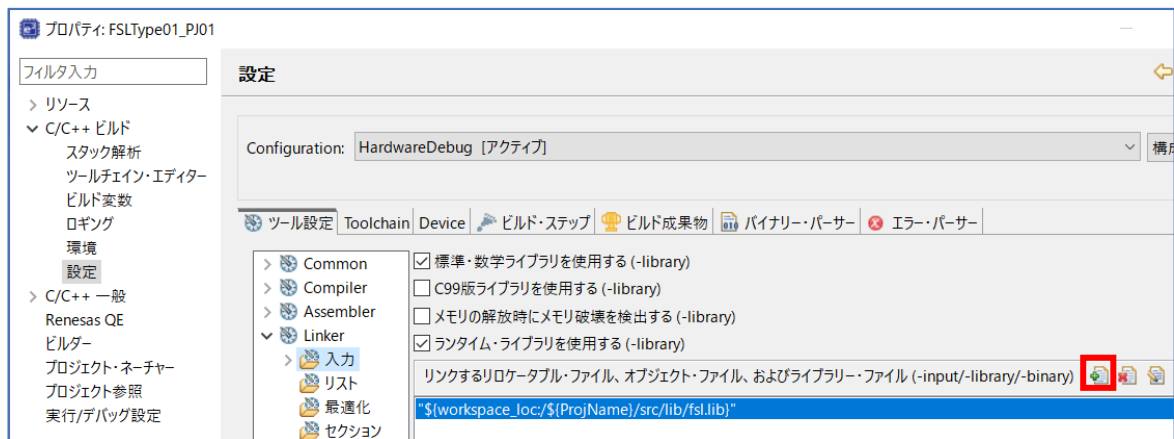 プロパティ: FSLType01_PJ01
フィルタ入力
リソース
C/C++ ビルド
スタック解析
ツールチェイン・エディター
ビルド変数
ロギング
環境
設定
C/C++ 一般
Renesas QE
ビルダー
プロジェクト・ネーチャー
プロジェクト参照
実行/デバッグ設定
設定
Configuration: HardwareDebug [アクティブ]
構成
ツール設定 Toolchain Device ビルド・ステップ ビルド成果物 バイナリー・パーサー エラー・パーサー
Common
Compiler
Assembler
Linker
入力
リスト
最適化
セクション
標準・数学ライブラリを使用する (-library)
C99版ライブラリを使用する (-library)
メモリの解放時にメモリ破壊を検出する (-library)
ランタイム・ライブラリを使用する (-library)
リンクするリロケータブル・ファイル、オブジェクト・ファイル、およびライブラリー・ファイル (-input/-library/-binary)
"${workspace_loc:/${ProjName}/src/lib/fsl.lib}"